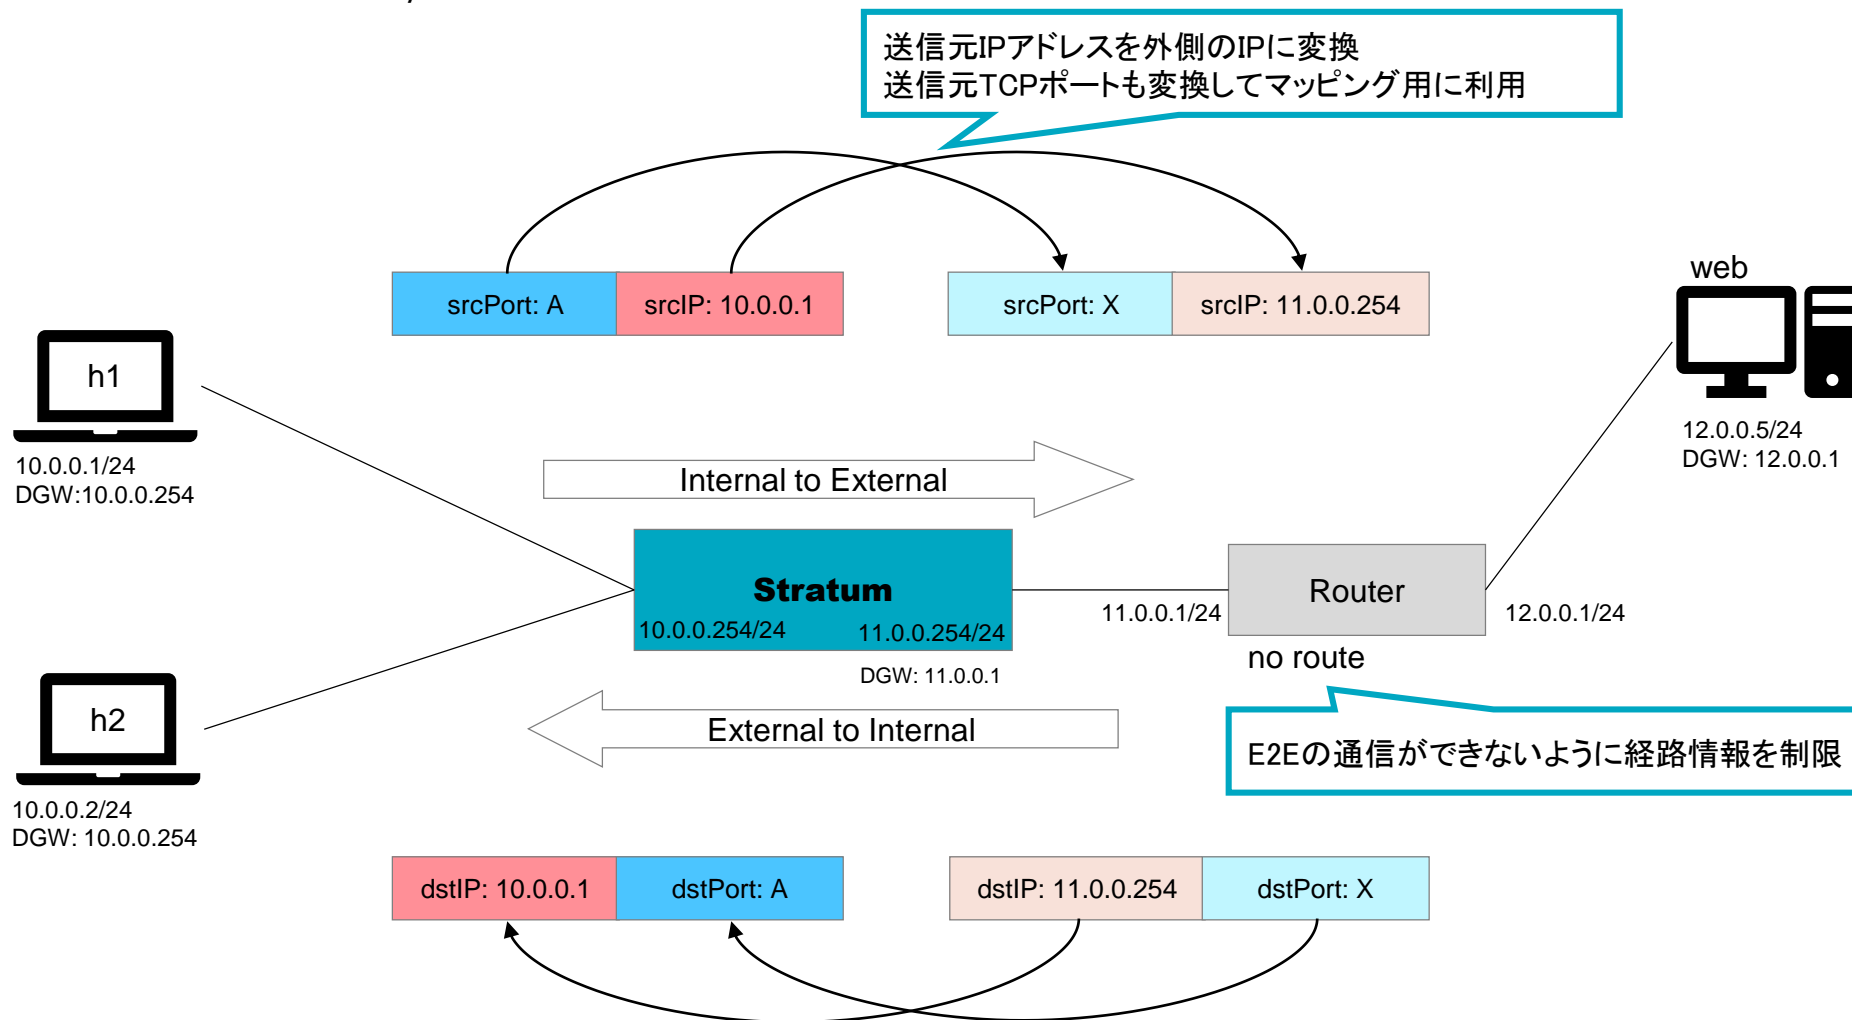 送信元IPアドレスを外側のIPに変換
送信元TCPポートも変換してマッピング用に利用
srcPort: A
srcIP: 10.0.0.1
srcPort: X
srcIP: 11.0.0.254
web
h1
10.0.0.1/24
DGW:10.0.0.254
12.0.0.5/24
DGW: 12.0.0.1
Internal to External
Stratum
10.0.0.254/24
11.0.0.254/24
DGW: 11.0.0.1
11.0.0.1/24
Router
12.0.0.1/24
no route
E2Eの通信ができないように経路情報を制限
External to Internal
h2
10.0.0.2/24
DGW: 10.0.0.254
dstIP: 10.0.0.1
dstPort: A
dstIP: 11.0.0.254
dstPort: X